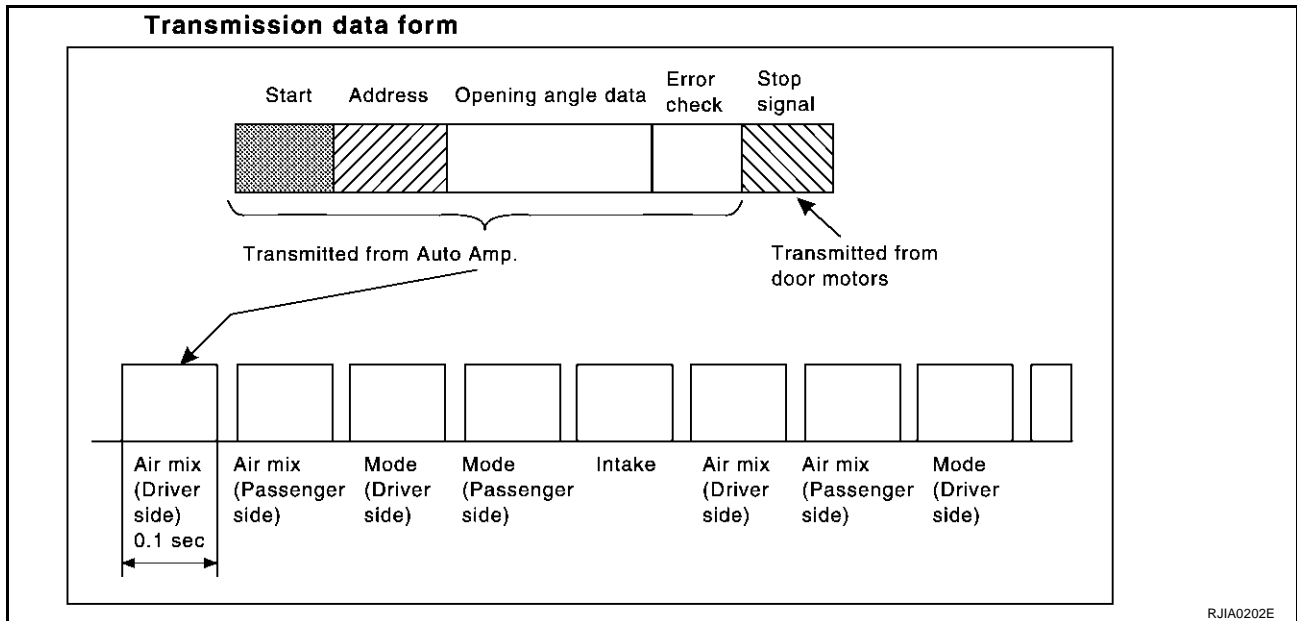 Transmission data form
Start
Address
Opening angle data
Error
check
Stop
signal
Transmitted from Auto Amp.
Transmitted from
door motors
Air mix
(Driver
side)
0.1 sec
Air mix
(Passenger
side)
Mode
(Driver
side)
Mode
(Passenger
side)
Intake
Air mix
(Driver
side)
Air mix
(Passenger
side)
Mode
(Driver
side)
RJIA0202E